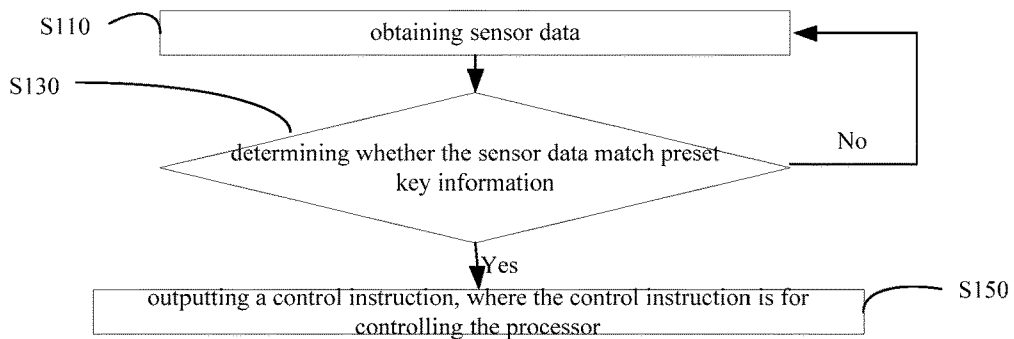 S110
obtaining sensor data
S130
determining whether the sensor data match preset
key information
No
Yes
outputting a control instruction, where the control instruction is for
controlling the processor
S150